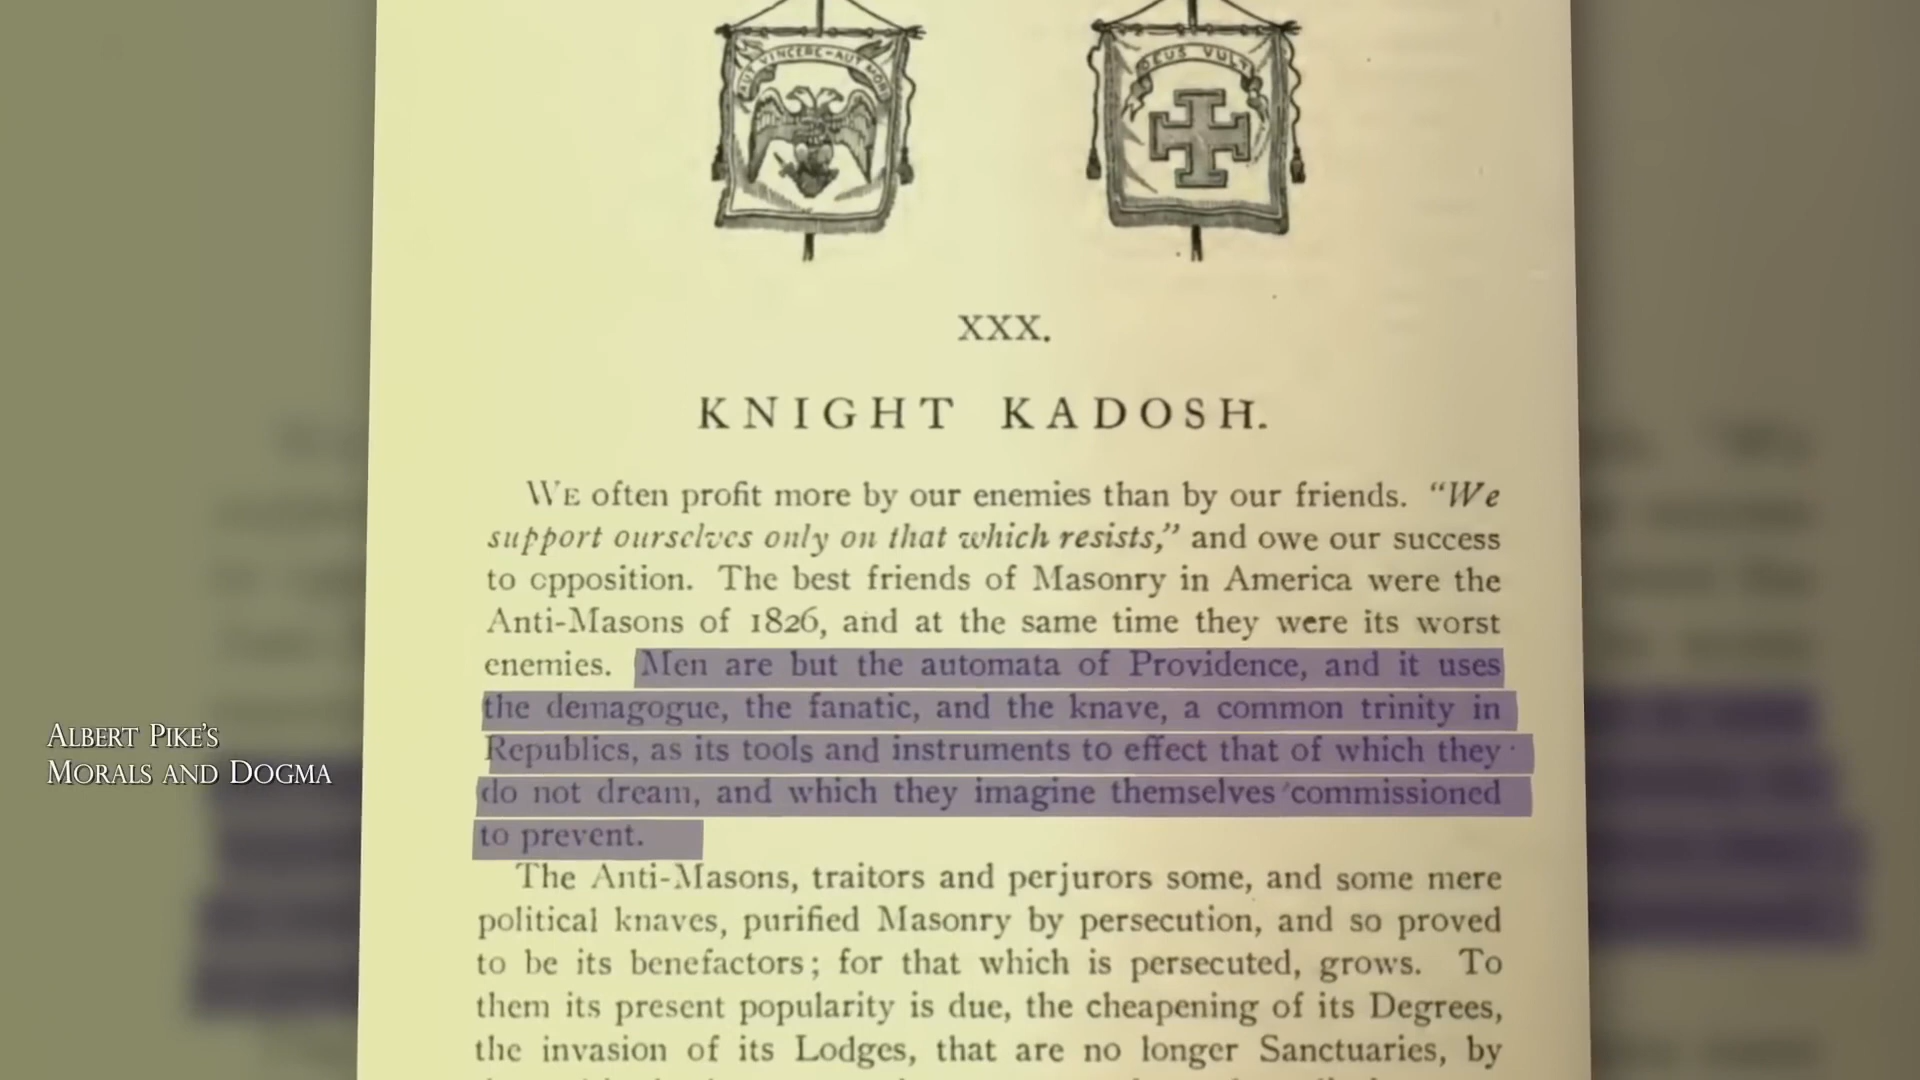 AUT VINCERE-AUT MORI
DEUS VULT
XXX.
KNIGHT KADOSH.
WE often profit more by our enemies than by our friends. "We
support ourselves only on that which resists," and owe our success
to opposition. The best friends of Masonry in America were the
Anti-Masons of 1826, and at the same time they were its worst
enemies. Men are but the automata of Providence, and it uses
the demagogue, the fanatic, and the knave, a common trinity in
Republics, as its tools and instruments to effect that of which they
do not dream, and which they imagine themselves commissioned
to prevent.
The Anti-Masons, traitors and perjurors some, and some mere
political knaves, purified Masonry by persecution, and so proved
to be its benefactors; for that which is persecuted, grows. To
them its present popularity is due, the cheapening of its Degrees,
the invasion of its Lodges, that are no longer Sanctuaries, by
ALBERT PIKE'S
MORALS AND DOGMA